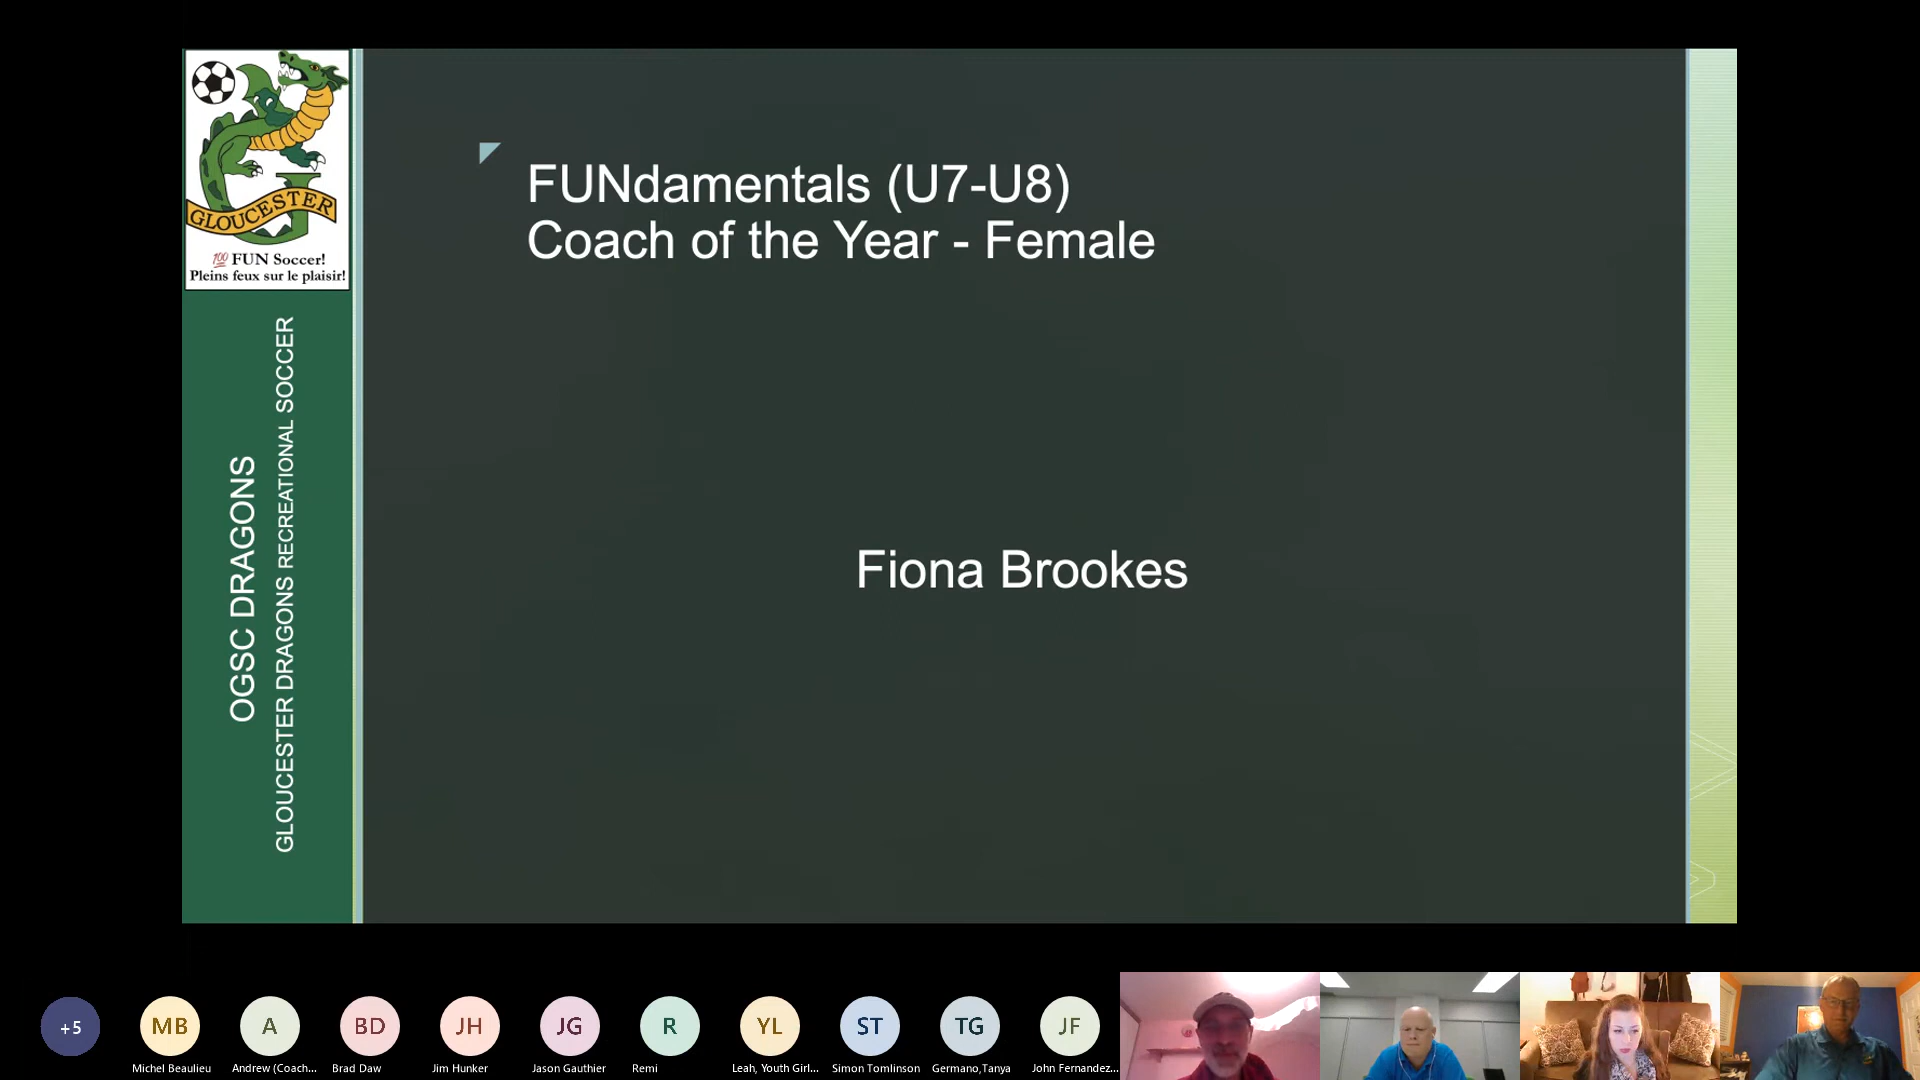 GLOUCESTER
100 FUN Soccer!
Pleins feux sur le plaisir!
OGSC DRAGONS
GLOUCESTER DRAGONS RECREATIONAL SOCCER
FUNdamentals (U7-U8)
Coach of the Year - Female
Fiona Brookes
+5
MB
A
BD
JH
JG
R
YL
ST
TG
JF
Michel Beaulieu
Andrew (Coach...
Brad Daw
Jim Hunker
Jason Gauthier
Remi
Leah, Youth Girl...
Simon Tomlinson
Germano,Tanya
John Fernandez...